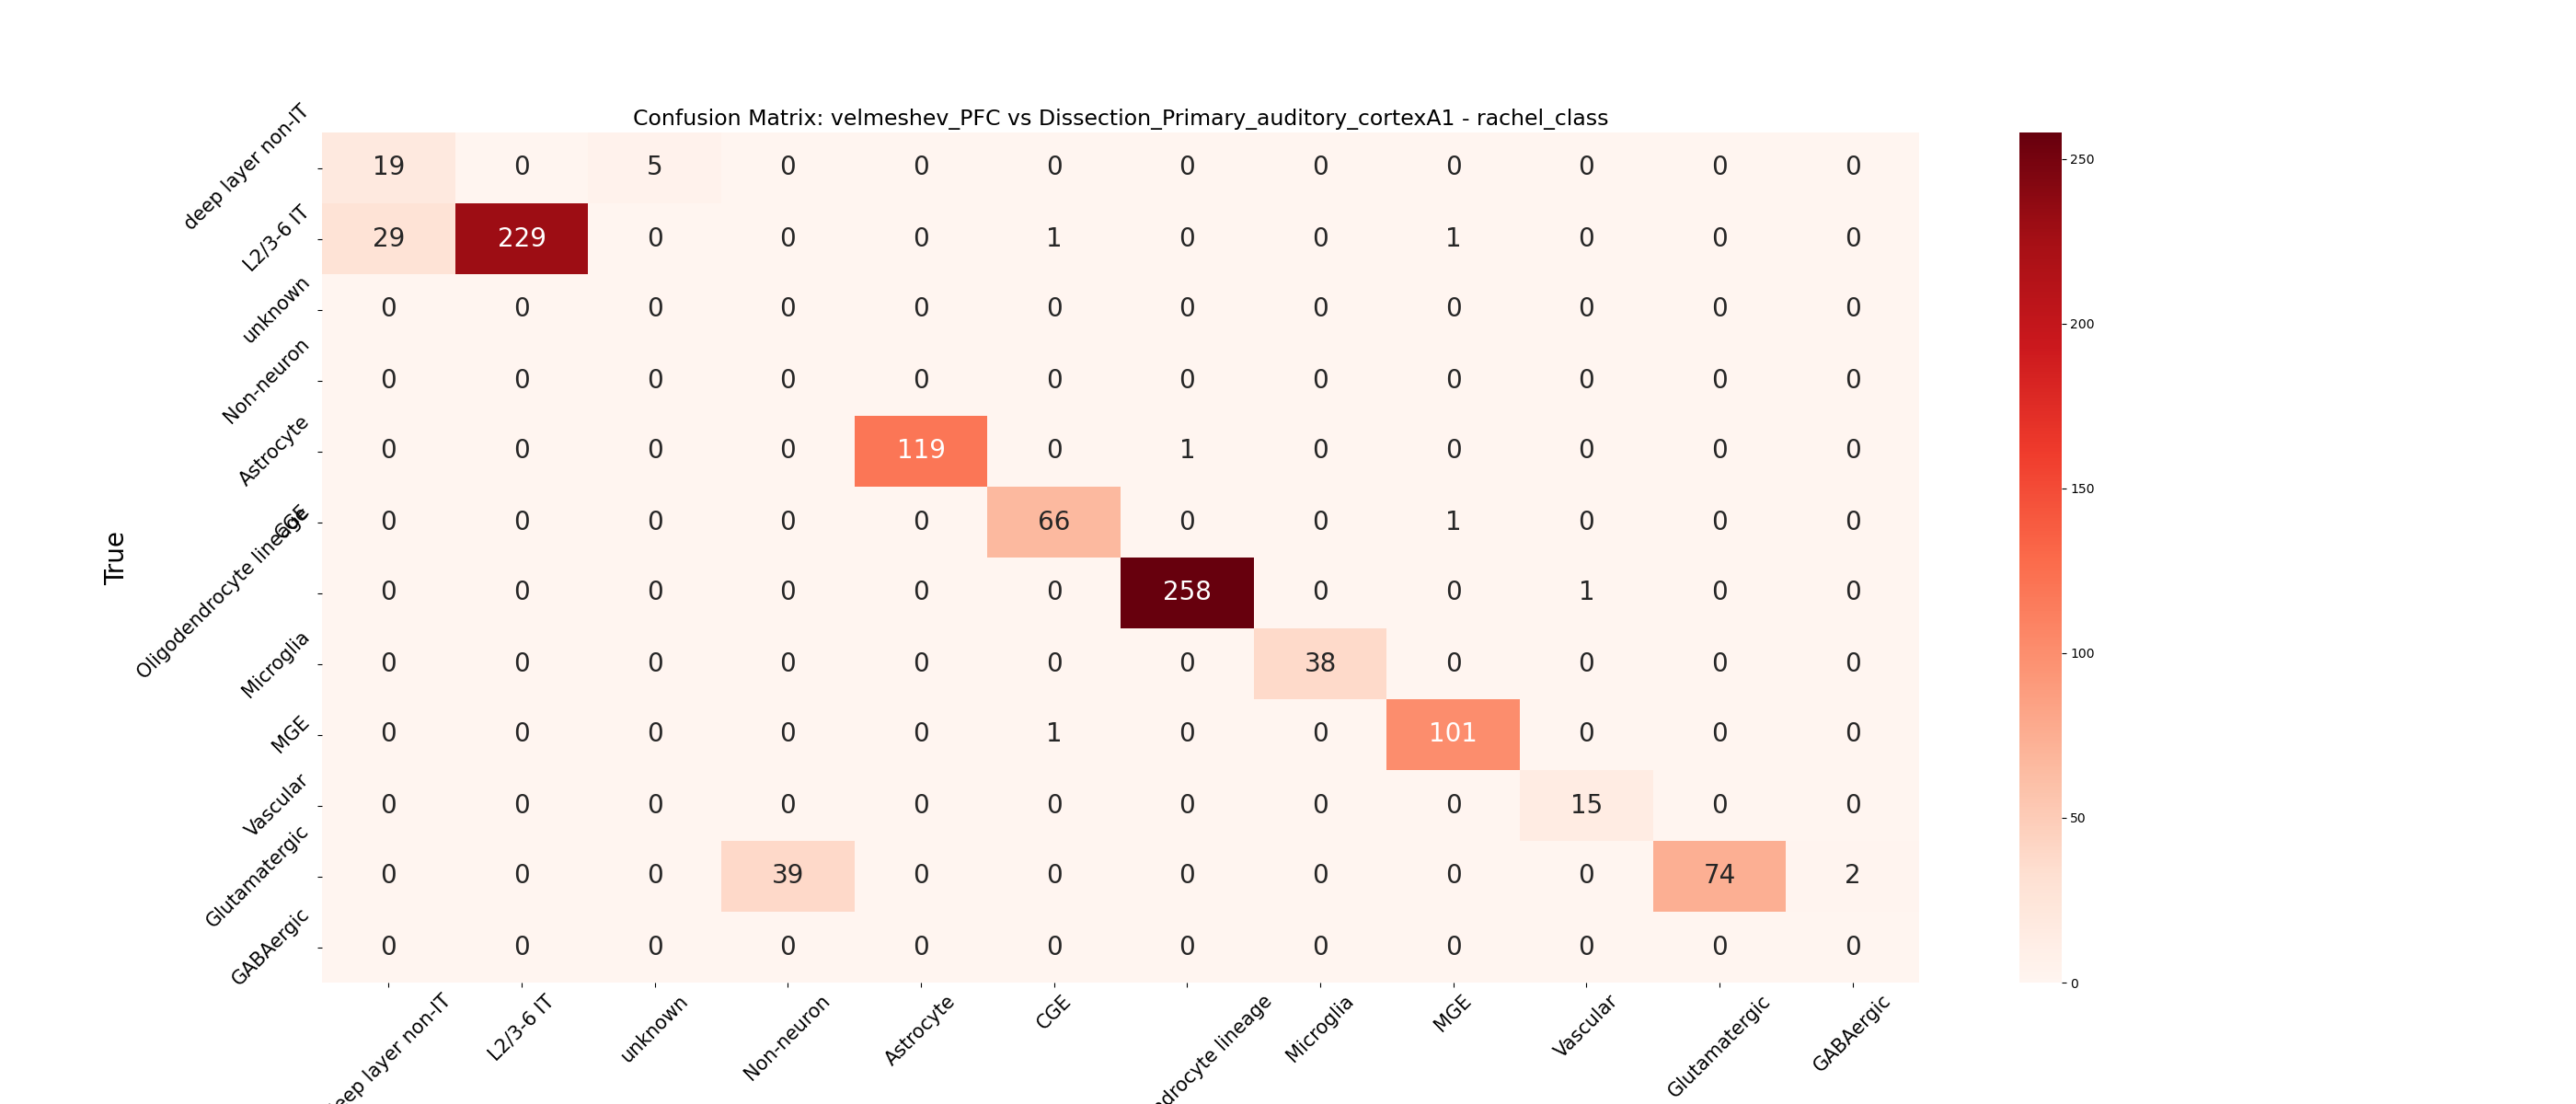 Confusion Matrix: velmeshev_PFC vs Dissection_Primary_auditory_cortexA1 - rachel_class
deep layer non-IT 19 0 5 0 0 0 0 0 0 0 0 0
L2/3-6 IT 29 229 0 0 0 1 0 0 1 0 0 0
unknown 0 0 0 0 0 0 0 0 0 0 0 0
Non-neuron 0 0 0 0 0 0 0 0 0 0 0 0
Astrocyte 0 0 0 0 119 0 1 0 0 0 0 0
CGE 0 0 0 0 0 66 0 0 1 0 0 0
Oligodendrocyte lineage 0 0 0 0 0 0 258 0 0 1 0 0
Microglia 0 0 0 0 0 0 0 38 0 0 0 0
MGE 0 0 0 0 0 1 0 0 101 0 0 0
Vascular 0 0 0 0 0 0 0 0 0 15 0 0
Glutamatergic 0 0 0 39 0 0 0 0 0 0 74 2
GABAergic 0 0 0 0 0 0 0 0 0 0 0 0
True
eep layer non-IT L2/3-6 IT unknown Non-neuron Astrocyte CGE drocyte lineage Microglia MGE Vascular Glutamatergic GABAergic
250
200
150
100
50
0